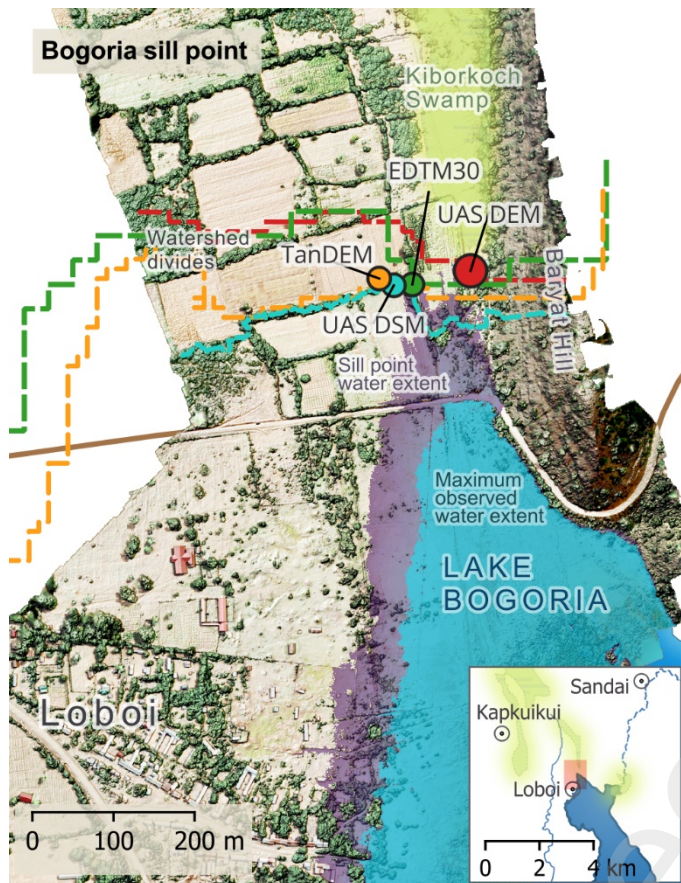 Bogoria sill point
Kiborkoch
Swamp
EDTM30
UAS DEM
Watershed
divides
TanDEM
UAS DSM
Baryat Hill
Sill point
water extent
Maximum
observed
water extent
LAKE
BOGORIA
Loboi
0 100 200 m
Sandai
Kapkuikui
Loboi
0 2 4 km